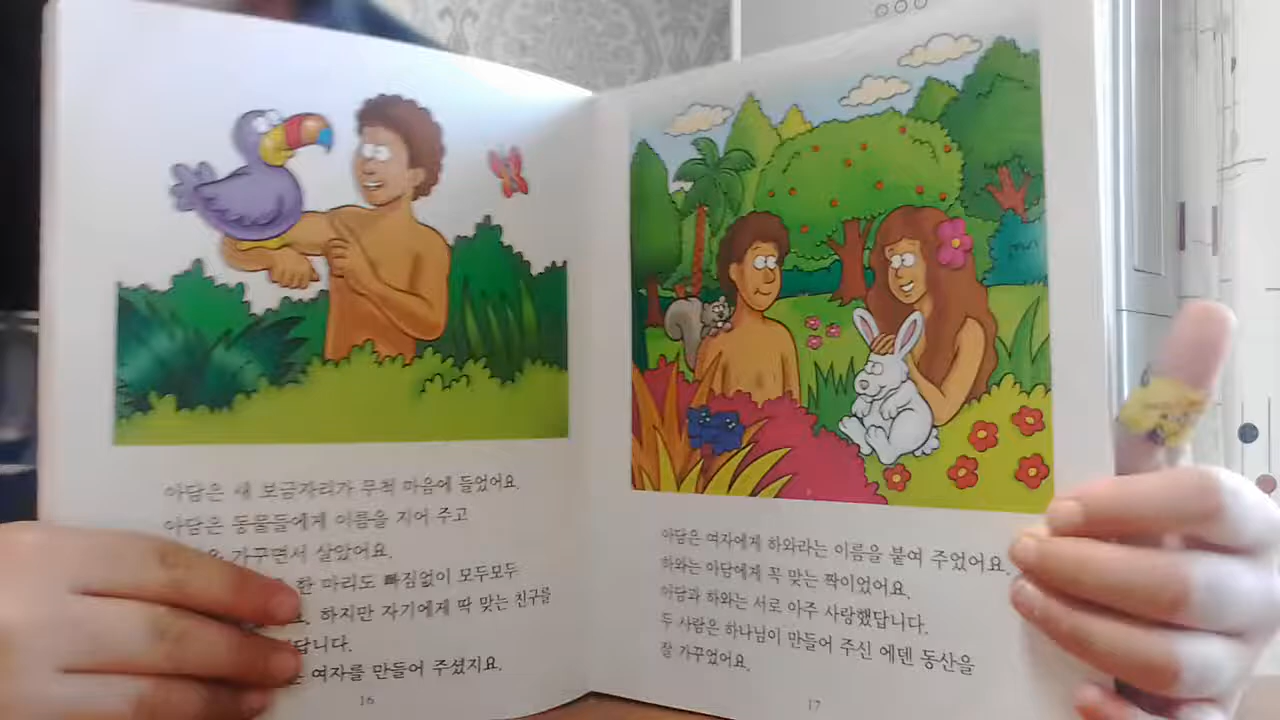 아담은 새 보금자리가 무척 마음에 들었어요.
아담은 동물들에게 이름을 지어 주고
가꾸면서 살았어요.
한 마리도 빠짐없이 모두모두
요. 하지만 자기에게 딱 맞는 친구를
답니다.
여자를 만들어 주셨지요.
16
아담은 여자에게 하와라는 이름을 붙여 주었어요.
하와는 아담에게 꼭 맞는 짝이었어요.
아담과 하와는 서로 아주 사랑했답니다.
두 사람은 하나님이 만들어 주신 에덴 동산을
잘 가꾸었어요.
17